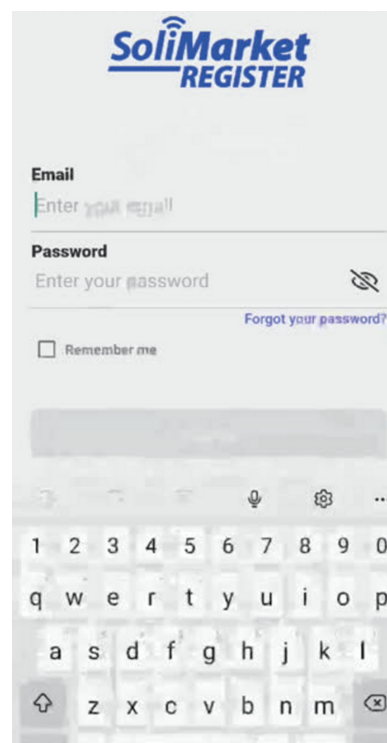 SoliMarket
REGISTER
Email
Enter your email
Password
Enter your password
Forgot your password?
Remember me
1 2 3 4 5 6 7 8 9 0
q w e r t y u i o p
a s d f g h j k l
z x c v b n m